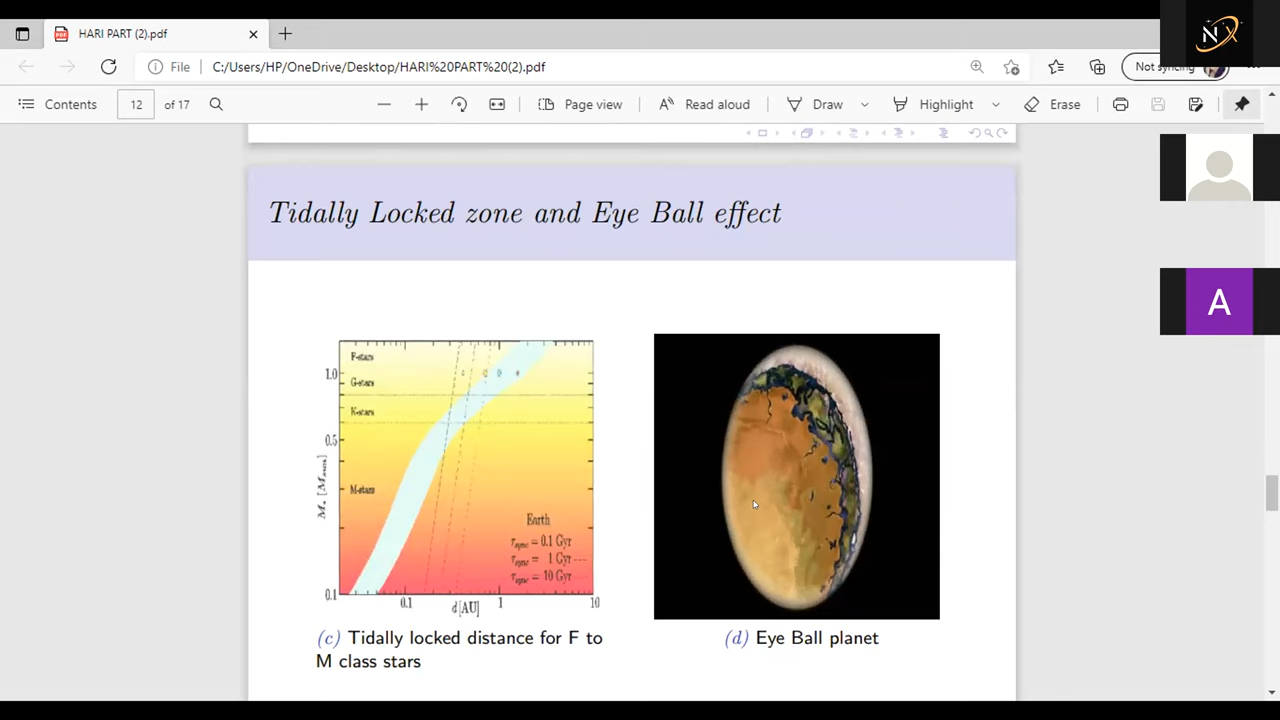 HARI PART (2).pdf
File
C:/Users/HP/OneDrive/Desktop/HARI%20PART%20(2).pdf
Not syncing
NX
Contents
12
of 17
Page view
Read aloud
Draw
Highlight
Erase
Tidally Locked zone and Eye Ball effect
A
F-stars
1.0
G-stars
K-stars
0.5
M-stars
M* [Msun]
Earth
τsync = 0.1 Gyr
τsync = 1 Gyr
τsync = 10 Gyr
0.1
0.1
1
10
d [AU]
(c) Tidally locked distance for F to
M class stars
(d) Eye Ball planet